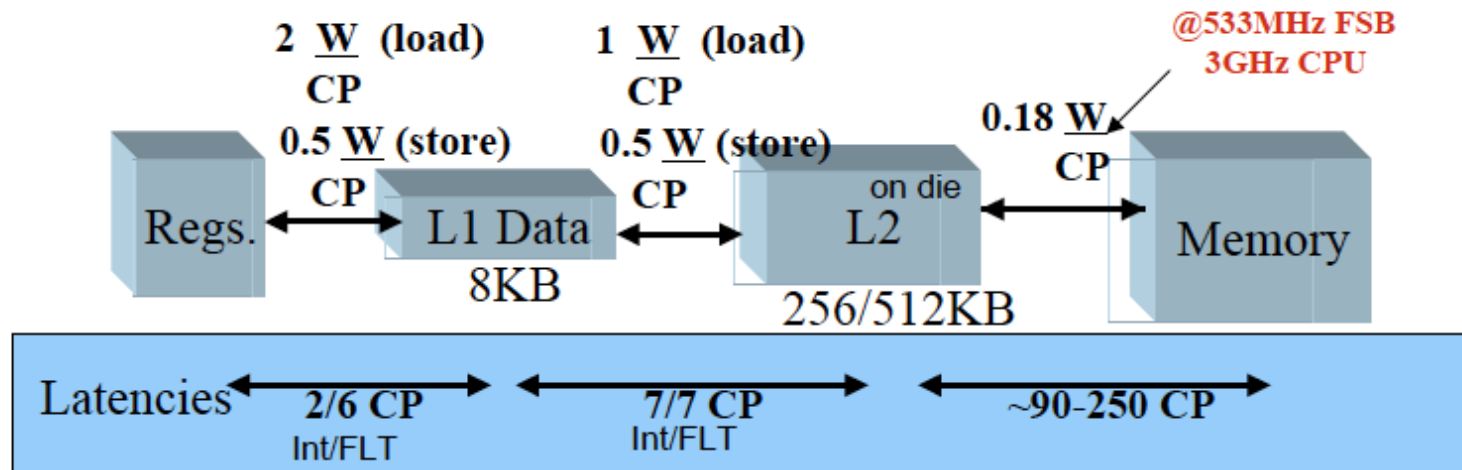 2 W (load)
CP
0.5 W (store)
CP
1 W (load)
CP
0.5 W (store)
CP
@533MHz FSB
3GHz CPU
0.18 W
CP
Regs.
L1 Data
8KB
on die
L2
256/512KB
Memory
Latencies
2/6 CP
Int/FLT
7/7 CP
Int/FLT
~90-250 CP